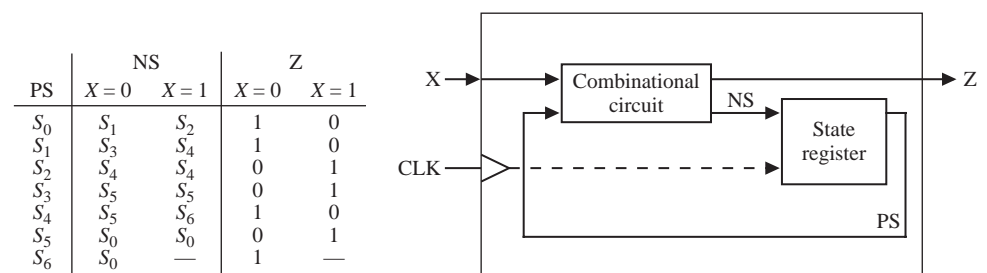 NS Z
PS X = 0 X = 1 X = 0 X = 1
S0 S1 S2 1 0
S1 S3 S4 1 0
S2 S4 S4 0 1
S3 S5 S5 0 1
S4 S5 S6 1 0
S5 S0 S0 0 1
S6 S0 — 1 —
X
Combinational
circuit
Z
NS
State
register
CLK
PS